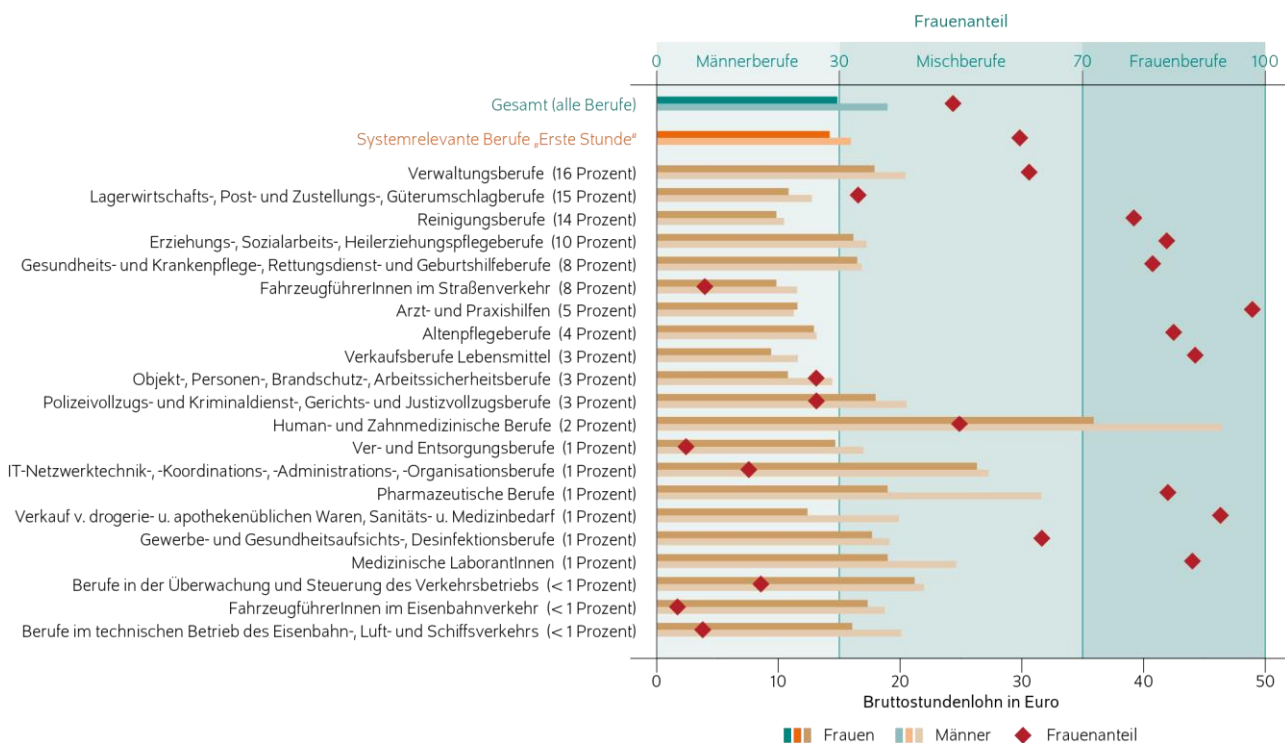 Frauenanteil
0 Männerberufe 30 Mischberufe 70 Frauenberufe 100
Gesamt (alle Berufe)
Systemrelevante Berufe „Erste Stunde“
Verwaltungsberufe (16 Prozent)
Lagerwirtschafts-, Post- und Zustellungs-, Güterumschlagberufe (15 Prozent)
Reinigungsberufe (14 Prozent)
Erziehungs-, Sozialarbeits-, Heilerziehungspflegeberufe (10 Prozent)
Gesundheits- und Krankenpflege-, Rettungsdienst- und Geburtshilfeberufe (8 Prozent)
FahrzeugführerInnen im Straßenverkehr (8 Prozent)
Arzt- und Praxishilfen (5 Prozent)
Altenpflegeberufe (4 Prozent)
Verkaufsberufe Lebensmittel (3 Prozent)
Objekt-, Personen-, Brandschutz-, Arbeitssicherheitsberufe (3 Prozent)
Polizeivollzugs- und Kriminaldienst-, Gerichts- und Justizvollzugsberufe (3 Prozent)
Human- und Zahnmedizinische Berufe (2 Prozent)
Ver- und Entsorgungsberufe (1 Prozent)
IT-Netzwerktechnik-, -Koordinations-, -Administrations-, -Organisationsberufe (1 Prozent)
Pharmazeutische Berufe (1 Prozent)
Verkauf v. drogerie- u. apothekenüblichen Waren, Sanitäts- u. Medizinbedarf (1 Prozent)
Gewerbe- und Gesundheitsaufsichts-, Desinfektionsberufe (1 Prozent)
Medizinische LaborantInnen (1 Prozent)
Berufe in der Überwachung und Steuerung des Verkehrsbetriebs (< 1 Prozent)
FahrzeugführerInnen im Eisenbahnverkehr (< 1 Prozent)
Berufe im technischen Betrieb des Eisenbahn-, Luft- und Schiffsverkehrs (< 1 Prozent)
0 10 20 30 40 50
Bruttostundenlohn in Euro
Frauen Männer Frauenanteil